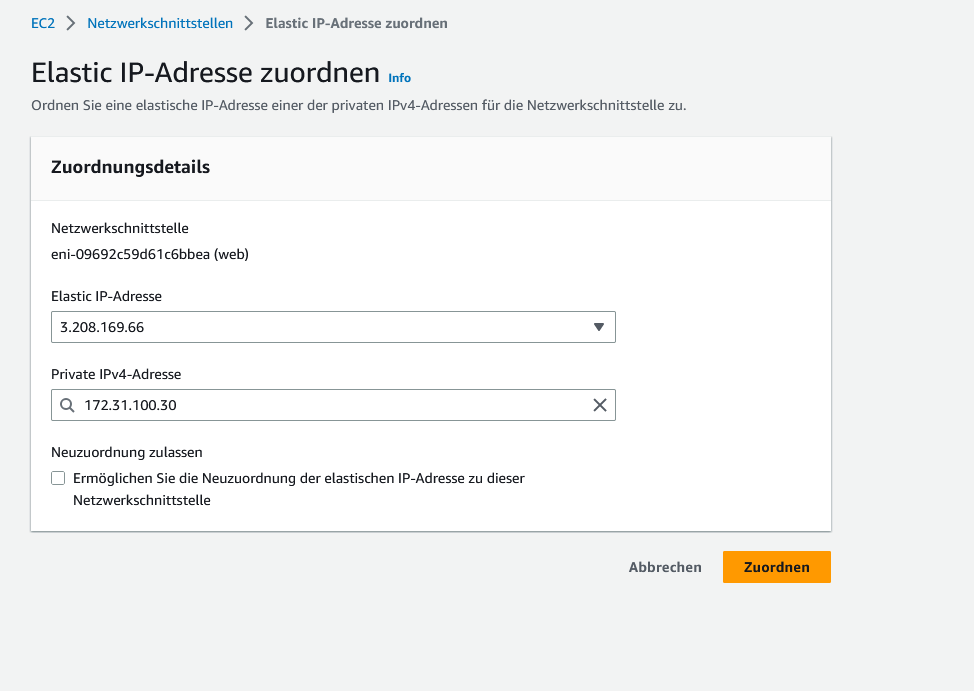 EC2 > Netzwerkschnittstellen > Elastic IP-Adresse zuordnen
Elastic IP-Adresse zuordnen Info
Ordnen Sie eine elastische IP-Adresse einer der privaten IPv4-Adressen für die Netzwerkschnittstelle zu.
Zuordnungsdetails
Netzwerkschnittstelle
eni-09692c59d61c6bbea (web)
Elastic IP-Adresse
3.208.169.66
Private IPv4-Adresse
172.31.100.30
Neuzuordnung zulassen
Ermöglichen Sie die Neuzuordnung der elastischen IP-Adresse zu dieser
Netzwerkschnittstelle
Abbrechen Zuordnen